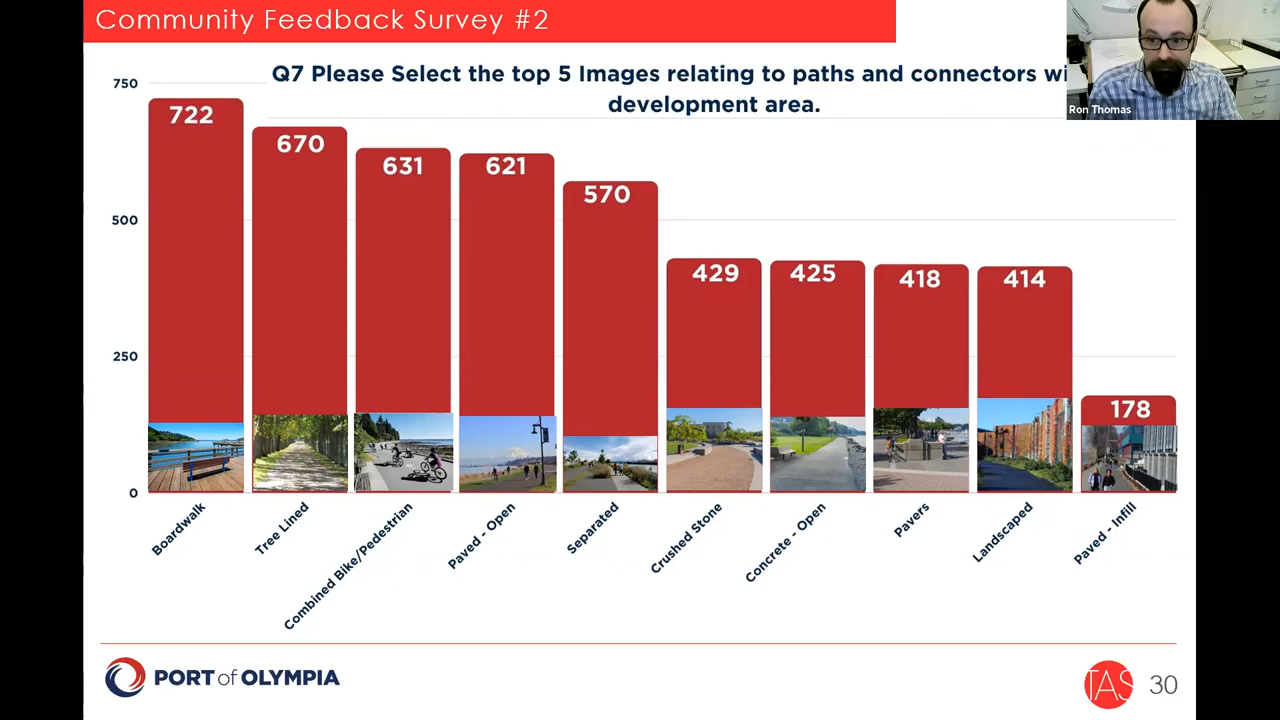 Community Feedback Survey #2
Q7 Please Select the top 5 Images relating to paths and connectors
development area.
Ron Thomas
750
500
250
0
722
670
631
621
570
429
425
418
414
178
Boardwalk
Tree Lined
Combined Bike/Pedestrian
Paved - Open
Separated
Crushed Stone
Concrete - Open
Pavers
Landscaped
Paved - Infill
PORT of OLYMPIA
TAS
30